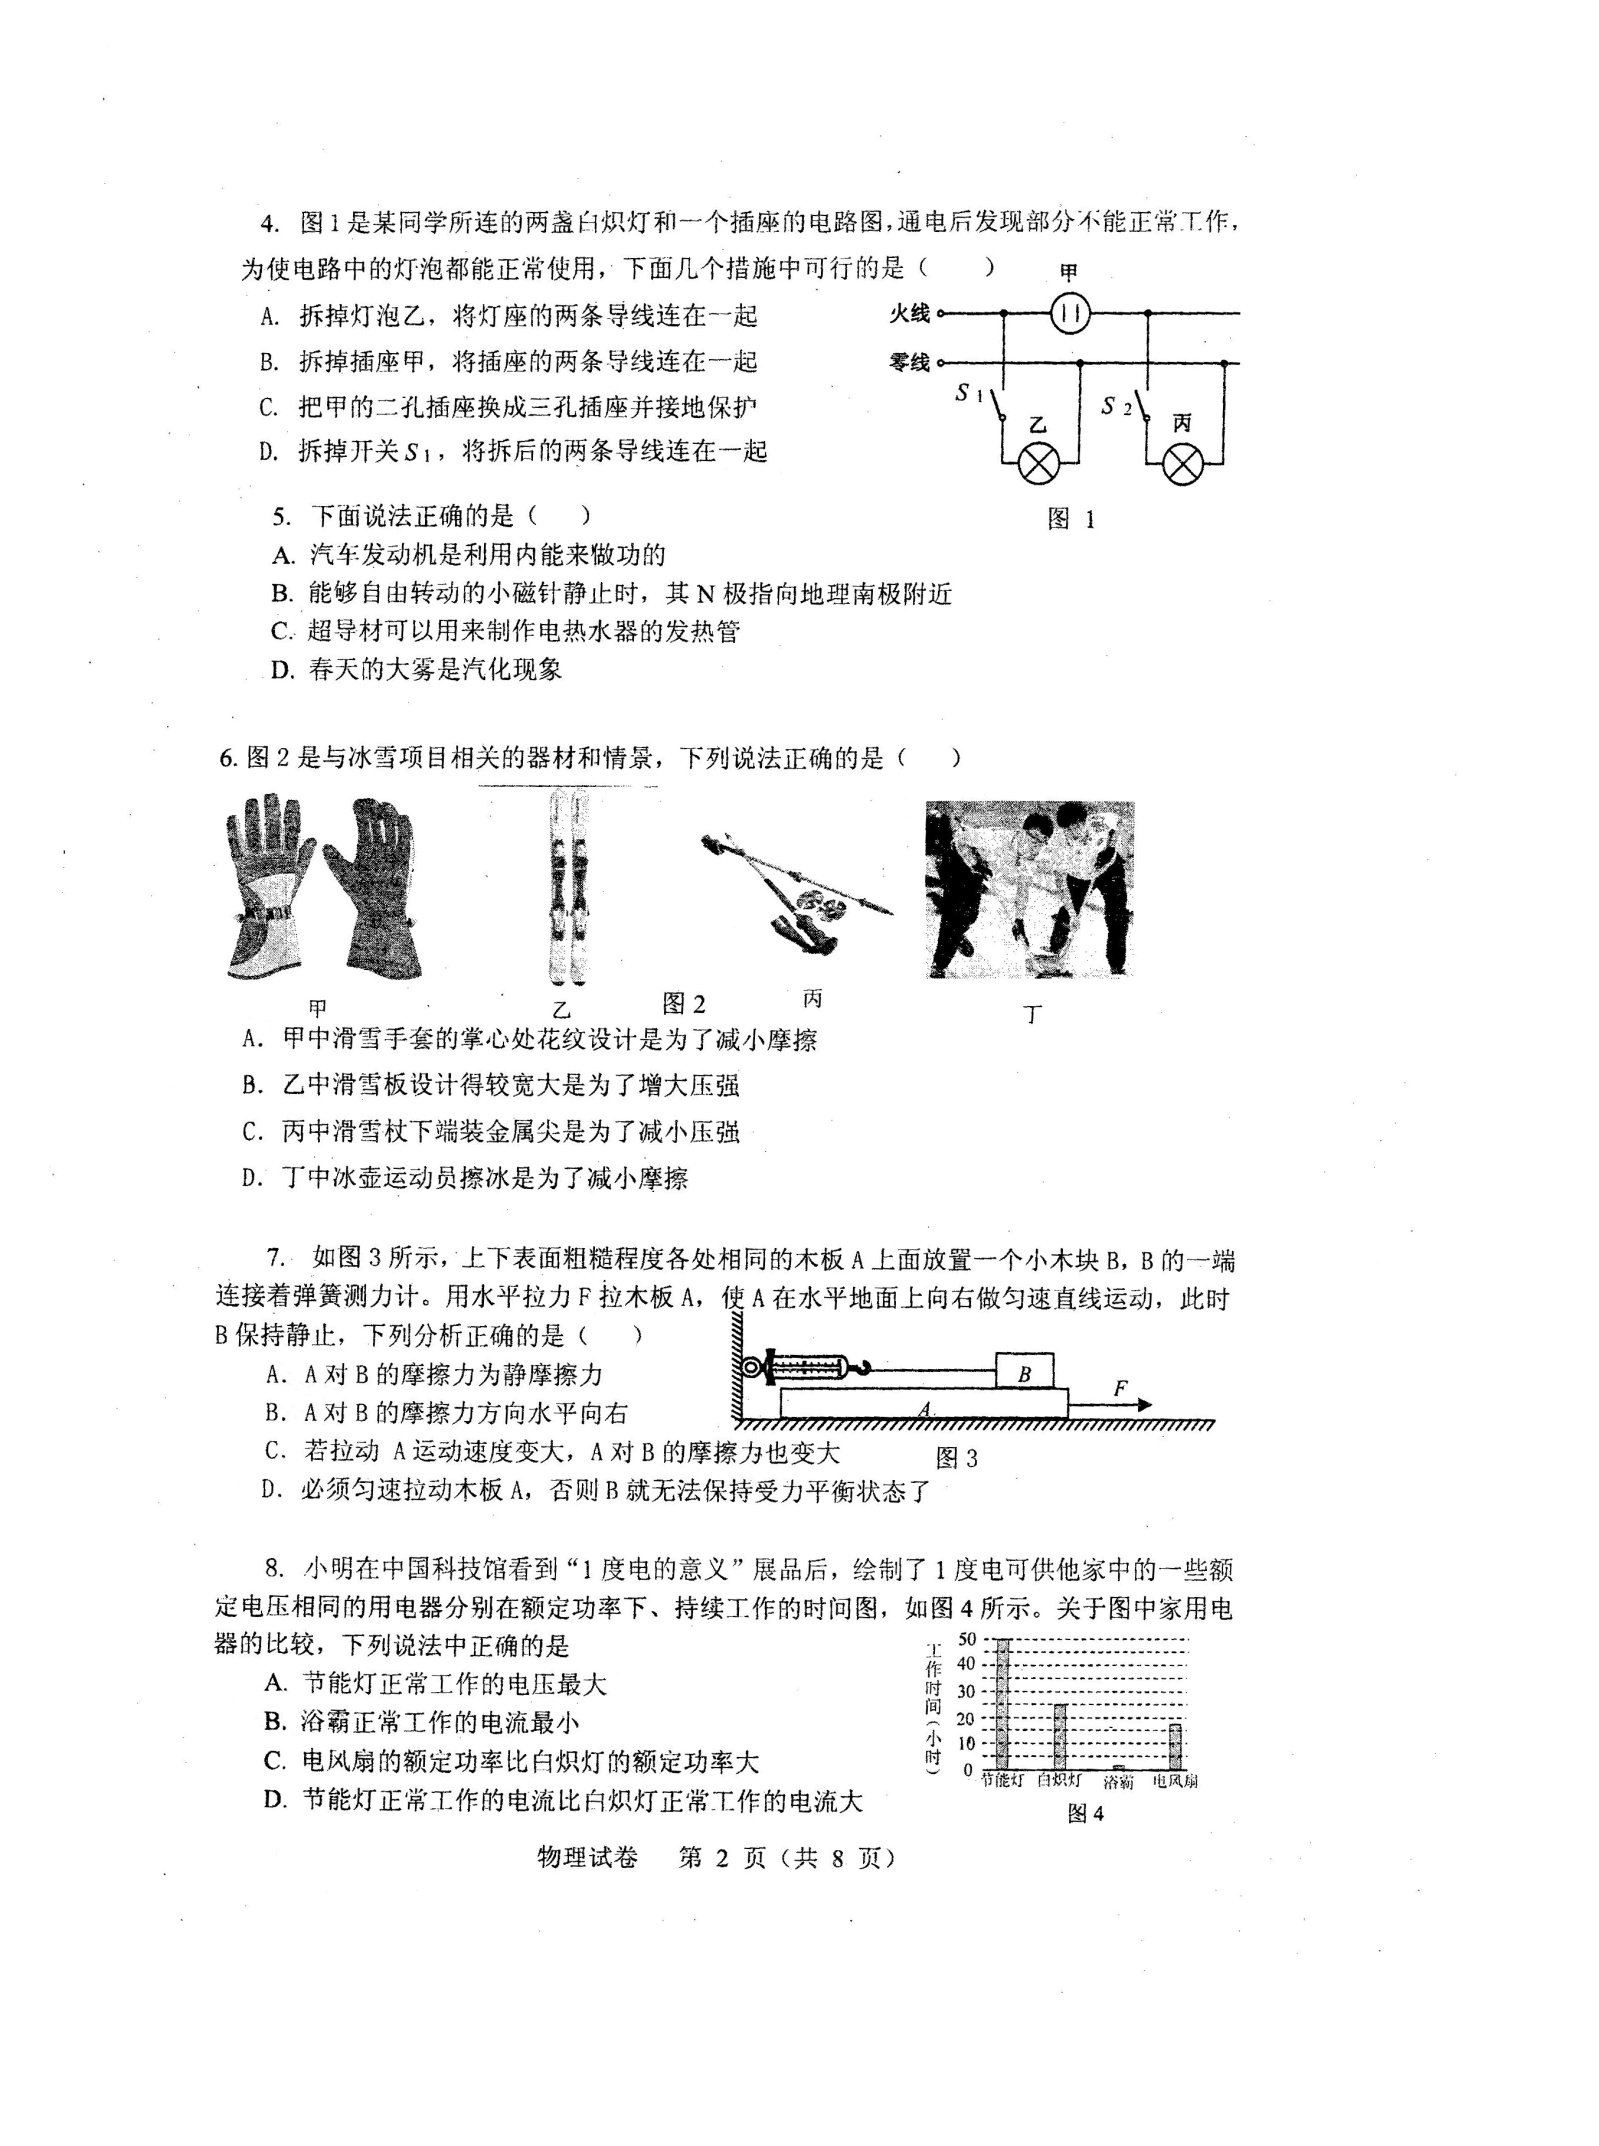 4. 图1是某同学所连的两盏白炽灯和一个插座的电路图,通电后发现部分不能正常工作,
为使电路中的灯泡都能正常使用，下面几个措施中可行的是（ ）
A. 拆掉灯泡乙，将灯座的两条导线连在一起
B. 拆掉插座甲，将插座的两条导线连在一起
C. 把甲的二孔插座换成三孔插座并接地保护
D. 拆掉开关S1，将拆后的两条导线连在一起
甲
火线
零线
S1
乙
S2
丙
图 1
5. 下面说法正确的是（ ）
A. 汽车发动机是利用内能来做功的
B. 能够自由转动的小磁针静止时，其 N 极指向地理南极附近
C. 超导材可以用来制作电热水器的发热管
D. 春天的大雾是汽化现象
6. 图 2 是与冰雪项目相关的器材和情景，下列说法正确的是（ ）
甲
乙
图2
丙
丁
A. 甲中滑雪手套的掌心处花纹设计是为了减小摩擦
B. 乙中滑雪板设计得较宽大是为了增大压强
C. 丙中滑雪杖下端装金属尖是为了减小压强
D. 丁中冰壶运动员擦冰是为了减小摩擦
7. 如图 3 所示，上下表面粗糙程度各处相同的木板 A 上面放置一个小木块 B，B 的一端
连接着弹簧测力计。用水平拉力 F 拉木板 A，使 A 在水平地面上向右做匀速直线运动，此时
B 保持静止，下列分析正确的是（ ）
A. A 对 B 的摩擦力为静摩擦力
B. A 对 B 的摩擦力方向水平向右
C. 若拉动 A 运动速度变大，A 对 B 的摩擦力也变大
D. 必须匀速拉动木板 A，否则 B 就无法保持受力平衡状态了
B
F
A
图 3
8. 小明在中国科技馆看到“1 度电的意义”展品后，绘制了 1 度电可供他家中的一些额
定电压相同的用电器分别在额定功率下、持续工作的时间图，如图 4 所示。关于图中家用电
器的比较，下列说法中正确的是
A. 节能灯正常工作的电压最大
B. 浴霸正常工作的电流最小
C. 电风扇的额定功率比白炽灯的额定功率大
D. 节能灯正常工作的电流比白炽灯正常工作的电流大
工作时间(小时)
50
40
30
20
10
0
节能灯 白炽灯 浴霸 电风扇
图 4
物理试卷 第 2 页（共 8 页）